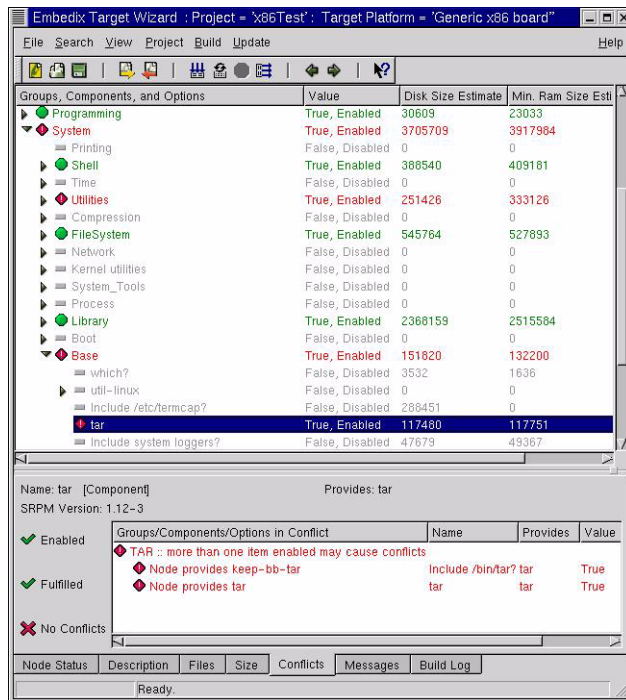 Embedix Target Wizard : Project = 'x86Test' : Target Platform = 'Generic x86 board"
File Search View Project Build Update Help
Groups, Components, and Options Value Disk Size Estimate Min. Ram Size Esti
Programming True, Enabled 30609 23033
System True, Enabled 3705709 3917984
Printing False, Disabled 0 0
Shell True, Enabled 388540 409181
Time False, Disabled 0 0
Utilities True, Enabled 251426 333126
Compression False, Disabled 0 0
FileSystem True, Enabled 545764 527893
Network False, Disabled 0 0
Kernel utilities False, Disabled 0 0
System_Tools False, Disabled 0 0
Process False, Disabled 0 0
Library True, Enabled 2368159 2515584
Boot False, Disabled 0 0
Base True, Enabled 151820 132200
which? False, Disabled 3532 1636
util-linux False, Disabled 0 0
Include /etc/termcap? False, Disabled 288451 0
tar True, Enabled 117480 117751
Include system loggers? False, Disabled 47679 49367
Name: tar [Component] Provides: tar
SRPM Version: 1.12-3
Enabled
Fulfilled
No Conflicts
Groups/Components/Options in Conflict Name Provides Value
TAR :: more than one item enabled may cause conflicts
Node provides keep-bb-tar Include /bin/tar? tar True
Node provides tar tar tar True
Node Status Description Files Size Conflicts Messages Build Log
Ready.